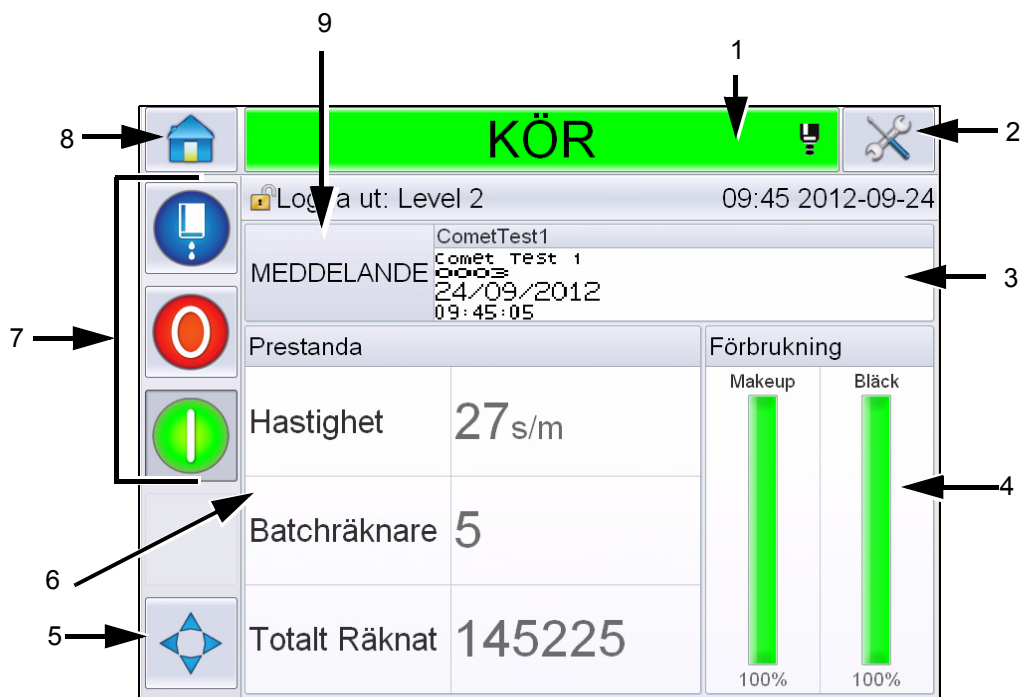 9
1
8
KÖR
2
Logga ut: Level 2
09:45 2012-09-24
CometTest1
MEDDELANDE
Comet Test 1
0003
24/09/2012
09:45:05
3
7
Prestanda
Förbrukning
Makeup
Bläck
Hastighet
27s/m
4
Batchräknare
5
6
5
Totalt Räknat
145225
100%
100%